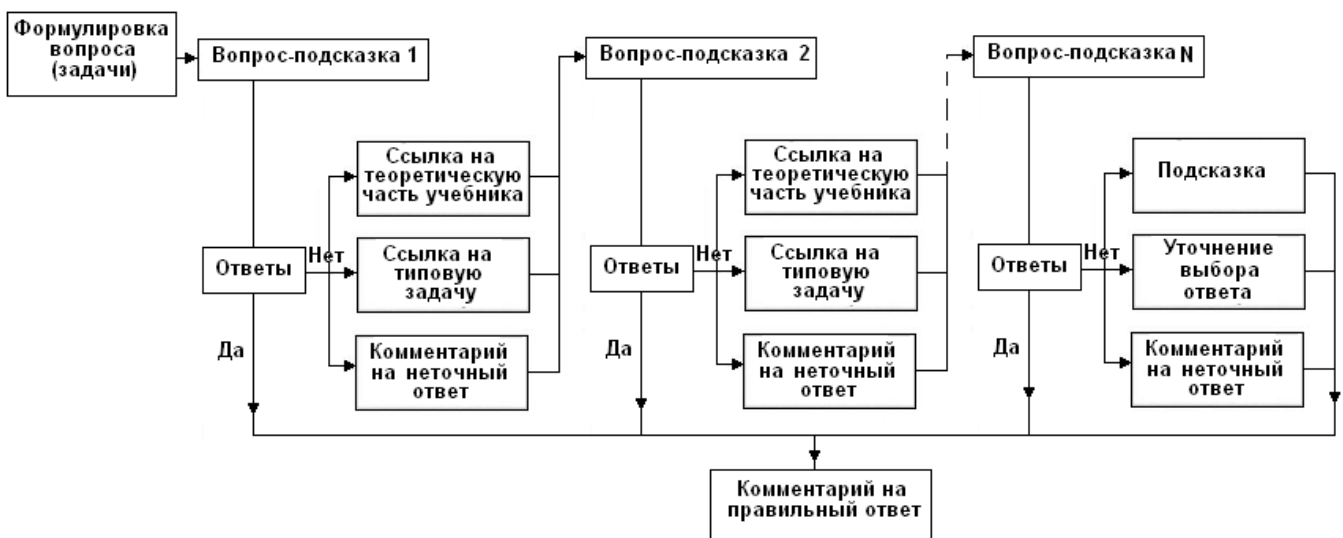 Формулировка
вопроса
(задачи)
Вопрос-подсказка 1
Вопрос-подсказка 2
Вопрос-подсказка N
Ссылка на
теоретическую
часть учебника
Ссылка на
теоретическую
часть учебника
Подсказка
Ответы
Нет
Ссылка на
типовую
задачу
Ответы
Нет
Ссылка на
типовую
задачу
Ответы
Нет
Уточнение
выбора
ответа
Да
Комментарий
на неточный
ответ
Да
Комментарий
на неточный
ответ
Да
Комментарий
на неточный
ответ
Комментарий на
правильный ответ